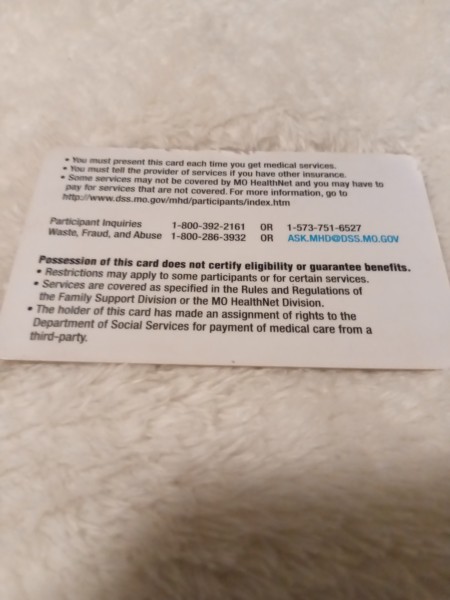 • You must present this card each time you get medical services.
• You must tell the provider of services if you have other insurance.
• Some services may not be covered by MO HealthNet and you may have to
pay for services that are not covered. For more information, go to
http://www.dss.mo.gov/mhd/participants/index.htm
Participant Inquiries 1-800-392-2161 OR 1-573-751-6527
Waste, Fraud, and Abuse 1-800-286-3932 OR ASK.MHD@DSS.MO.GOV
Possession of this card does not certify eligibility or guarantee benefits.
• Restrictions may apply to some participants or for certain services.
• Services are covered as specified in the Rules and Regulations of
the Family Support Division or the MO HealthNet Division.
• The holder of this card has made an assignment of rights to the
Department of Social Services for payment of medical care from a
third-party.